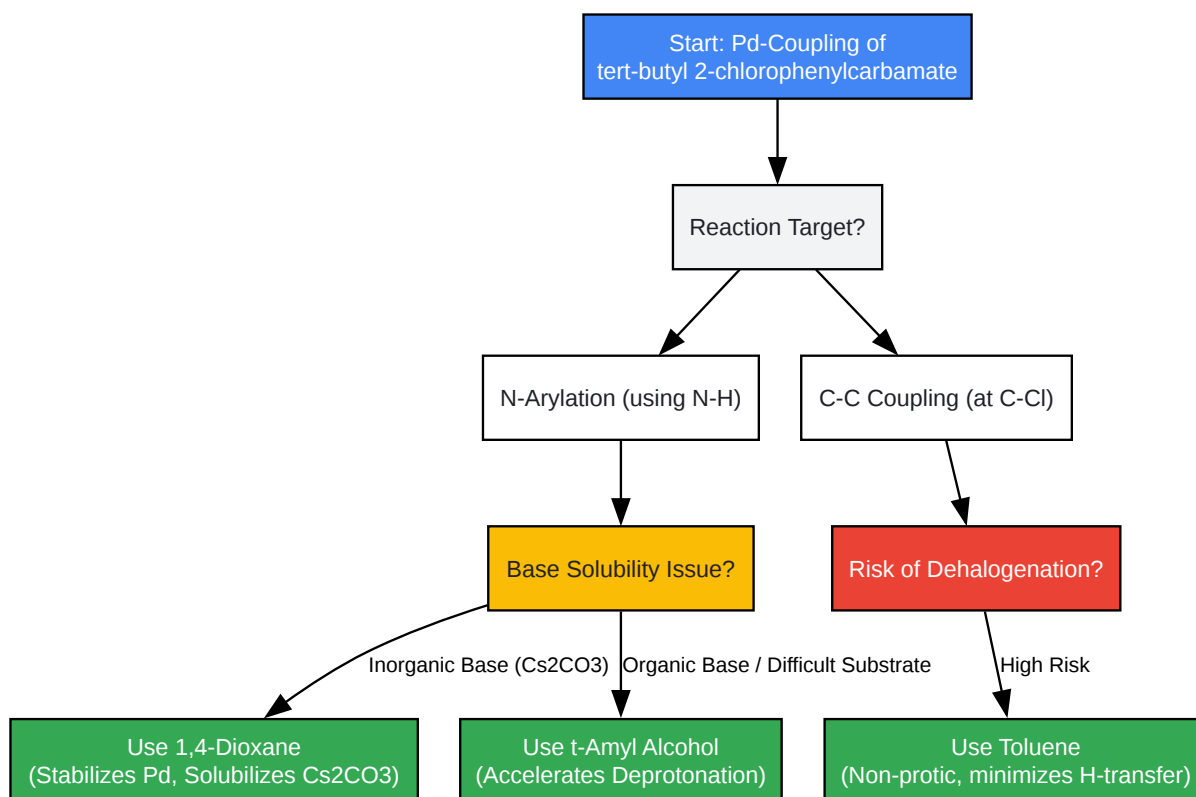 Start: Pd-Coupling of
tert-butyl 2-chlorophenylcarbamate
Reaction Target?
N-Arylation (using N-H)
C-C Coupling (at C-Cl)
Base Solubility Issue?
Risk of Dehalogenation?
Inorganic Base (Cs2CO3)
Organic Base / Difficult Substrate
High Risk
Use 1,4-Dioxane
(Stabilizes Pd, Solubilizes Cs2CO3)
Use t-Amyl Alcohol
(Accelerates Deprotonation)
Use Toluene
(Non-protic, minimizes H-transfer)